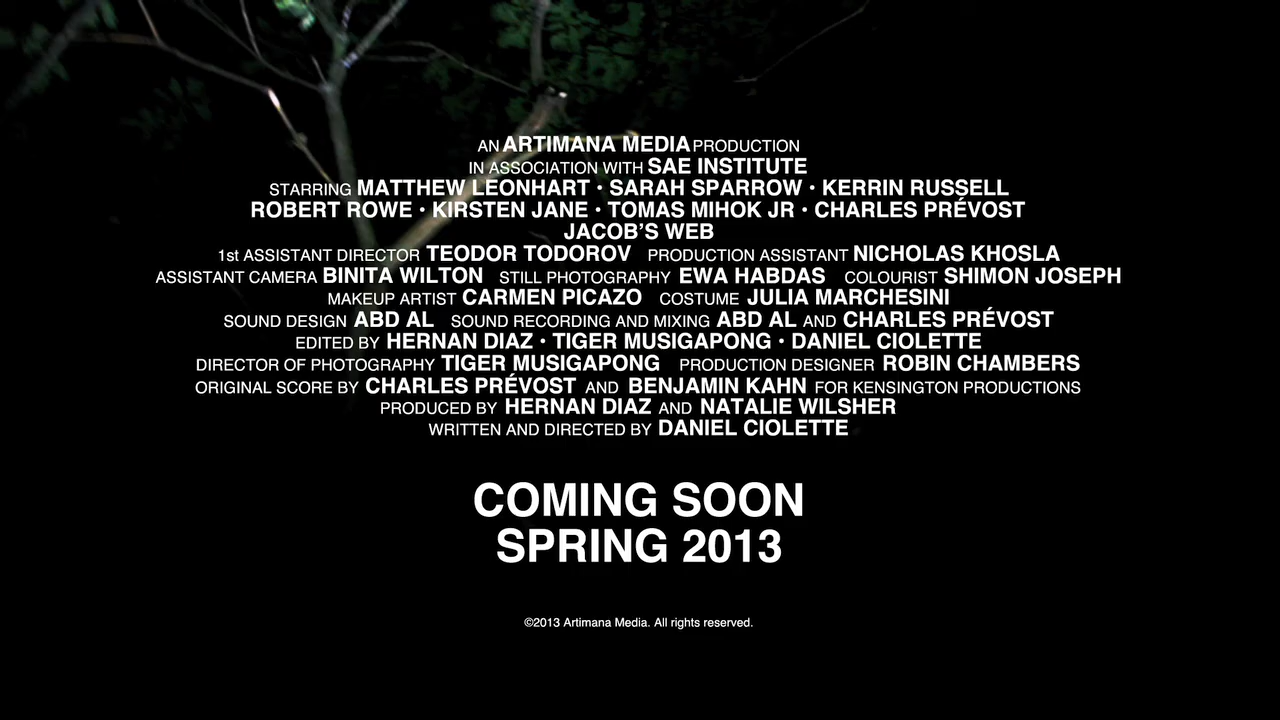 AN ARTIMANA MEDIA PRODUCTION
IN ASSOCIATION WITH SAE INSTITUTE
STARRING MATTHEW LEONHART • SARAH SPARROW • KERRIN RUSSELL
ROBERT ROWE • KIRSTEN JANE • TOMAS MIHOK JR • CHARLES PRÉVOST
JACOB'S WEB
1st ASSISTANT DIRECTOR TEODOR TODOROV PRODUCTION ASSISTANT NICHOLAS KHOSLA
ASSISTANT CAMERA BINITA WILTON STILL PHOTOGRAPHY EWA HABDAS COLOURIST SHIMON JOSEPH
MAKEUP ARTIST CARMEN PICAZO COSTUME JULIA MARCHESINI
SOUND DESIGN ABD AL SOUND RECORDING AND MIXING ABD AL AND CHARLES PRÉVOST
EDITED BY HERNAN DIAZ • TIGER MUSIGAPONG • DANIEL CIOLETTE
DIRECTOR OF PHOTOGRAPHY TIGER MUSIGAPONG PRODUCTION DESIGNER ROBIN CHAMBERS
ORIGINAL SCORE BY CHARLES PRÉVOST AND BENJAMIN KAHN FOR KENSINGTON PRODUCTIONS
PRODUCED BY HERNAN DIAZ AND NATALIE WILSHER
WRITTEN AND DIRECTED BY DANIEL CIOLETTE
COMING SOON
SPRING 2013
©2013 Artimana Media. All rights reserved.